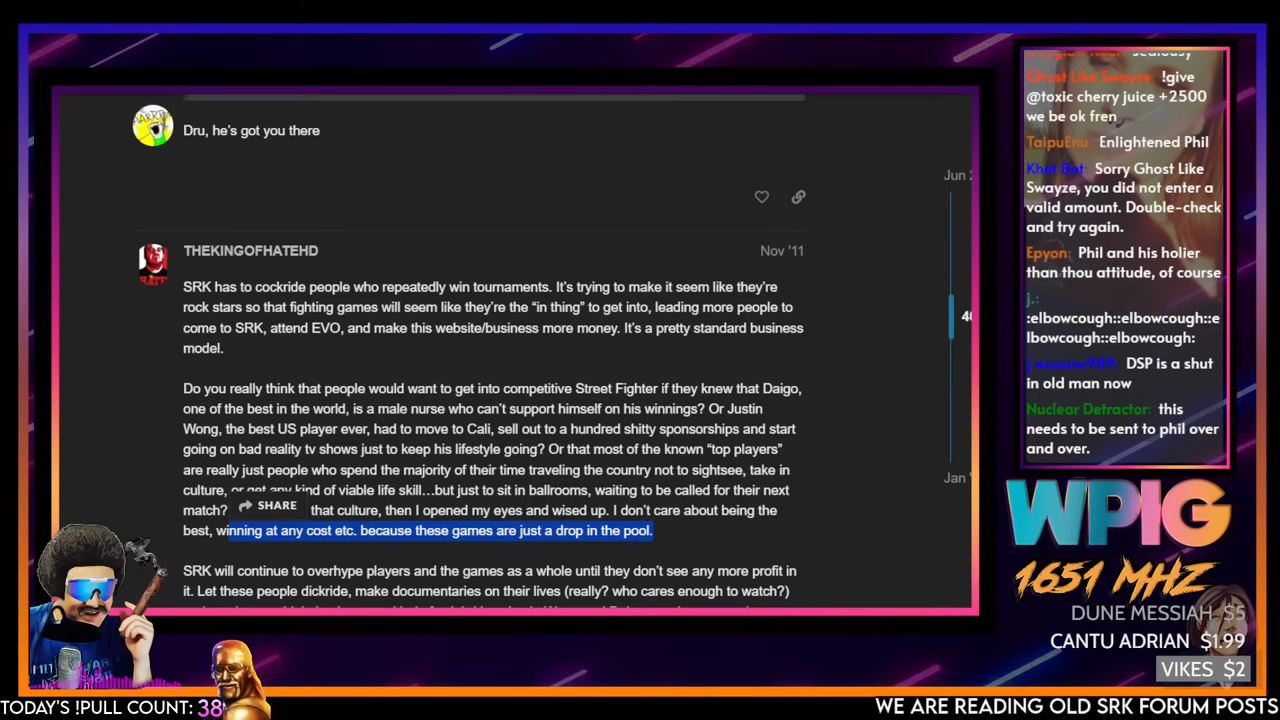 Dru, he's got you there
Jun 2
THEKINGOFHATEHD
Nov '11
SRK has to cockride people who repeatedly win tournaments. It's trying to make it seem like they're
rock stars so that fighting games will seem like they're the “in thing” to get into, leading more people to
come to SRK, attend EVO, and make this website/business more money. It's a pretty standard business
model.
Do you really think that people would want to get into competitive Street Fighter if they knew that Daigo,
one of the best in the world, is a male nurse who can't support himself on his winnings? Or Justin
Wong, the best US player ever, had to move to Cali, sell out to a hundred shitty sponsorships and start
going on bad reality tv shows just to keep his lifestyle going? Or that most of the known “top players”
are really just people who spend the majority of their time traveling the country not to sightsee, take in
culture, or get any kind of viable life skill…but just to sit in ballrooms, waiting to be called for their next
match? that culture, then I opened my eyes and wised up. I don't care about being the
SHARE
best, winning at any cost etc. because these games are just a drop in the pool.
SRK will continue to overhype players and the games as a whole until they don't see any more profit in
it. Let these people dickride, make documentaries on their lives (really? who cares enough to watch?)
Jan '
jealousy
Ghost Like Swayze: !give
@toxic cherry juice +2500
we be ok fren
TaipuEnu: Enlightened Phil
Khet Bot: Sorry Ghost Like
Swayze, you did not enter a
valid amount. Double-check
and try again.
Epyon: Phil and his holier
than thou attitude, of course
j.:
:elbowcough::elbowcough::e
lbowcough::elbowcough:
DSP is a shut
in old man now
Nuclear Detractor: this
needs to be sent to phil over
and over.
WPIG
1651 MHZ
DUNE MESSIAH $5
CANTU ADRIAN $1.99
VIKES $2
TODAY'S !PULL COUNT: 38
WE ARE READING OLD SRK FORUM POSTS